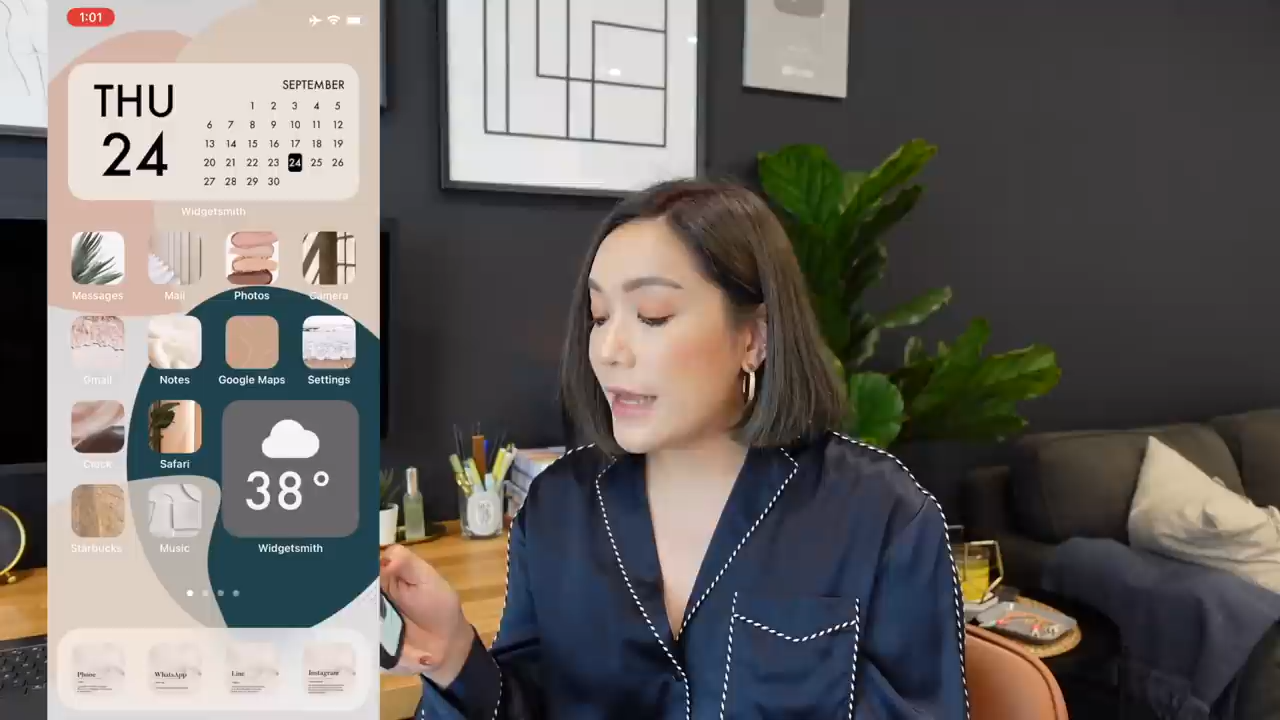 1:01
THU
24
SEPTEMBER
1 2 3 4 5
6 7 8 9 10 11 12
13 14 15 16 17 18 19
20 21 22 23 24 25 26
27 28 29 30
Widgetsmith
Messages Mail Photos Camera
Gmail Notes Google Maps Settings
Clock Safari
38°
Starbucks Music Widgetsmith
Phone WhatsApp Line Instagram